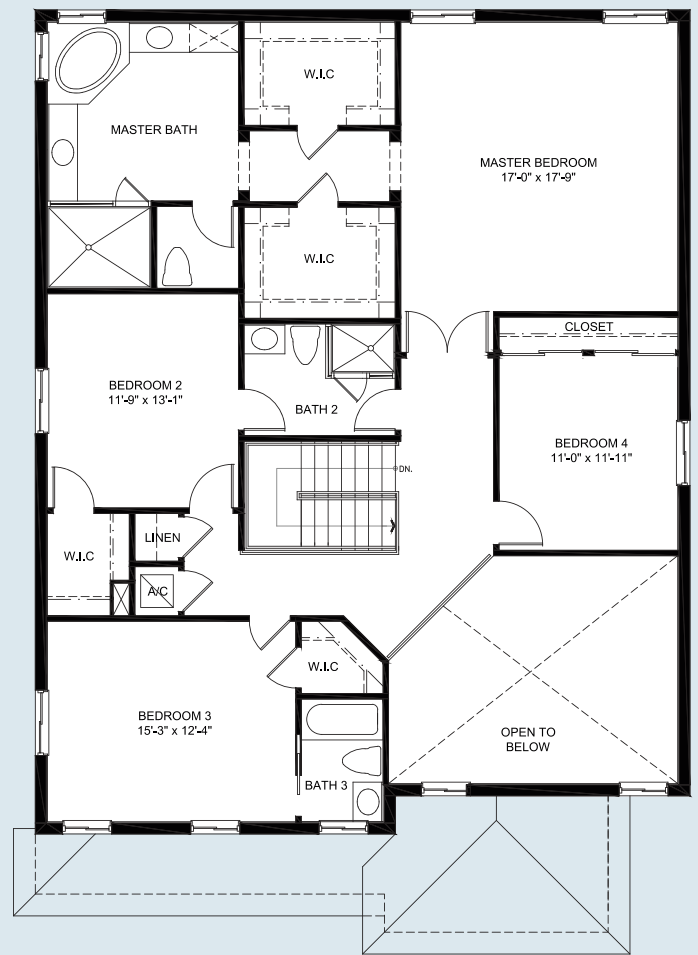 W.I.C
MASTER BATH
MASTER BEDROOM
17'-0" x 17'-9"
W.I.C
CLOSET
BEDROOM 2
11'-9" x 13'-1"
BATH 2
BEDROOM 4
11'-0" x 11'-11"
DN.
LINEN
W.I.C
A/C
W.I.C
BEDROOM 3
15'-3" x 12'-4"
OPEN TO
BELOW
BATH 3